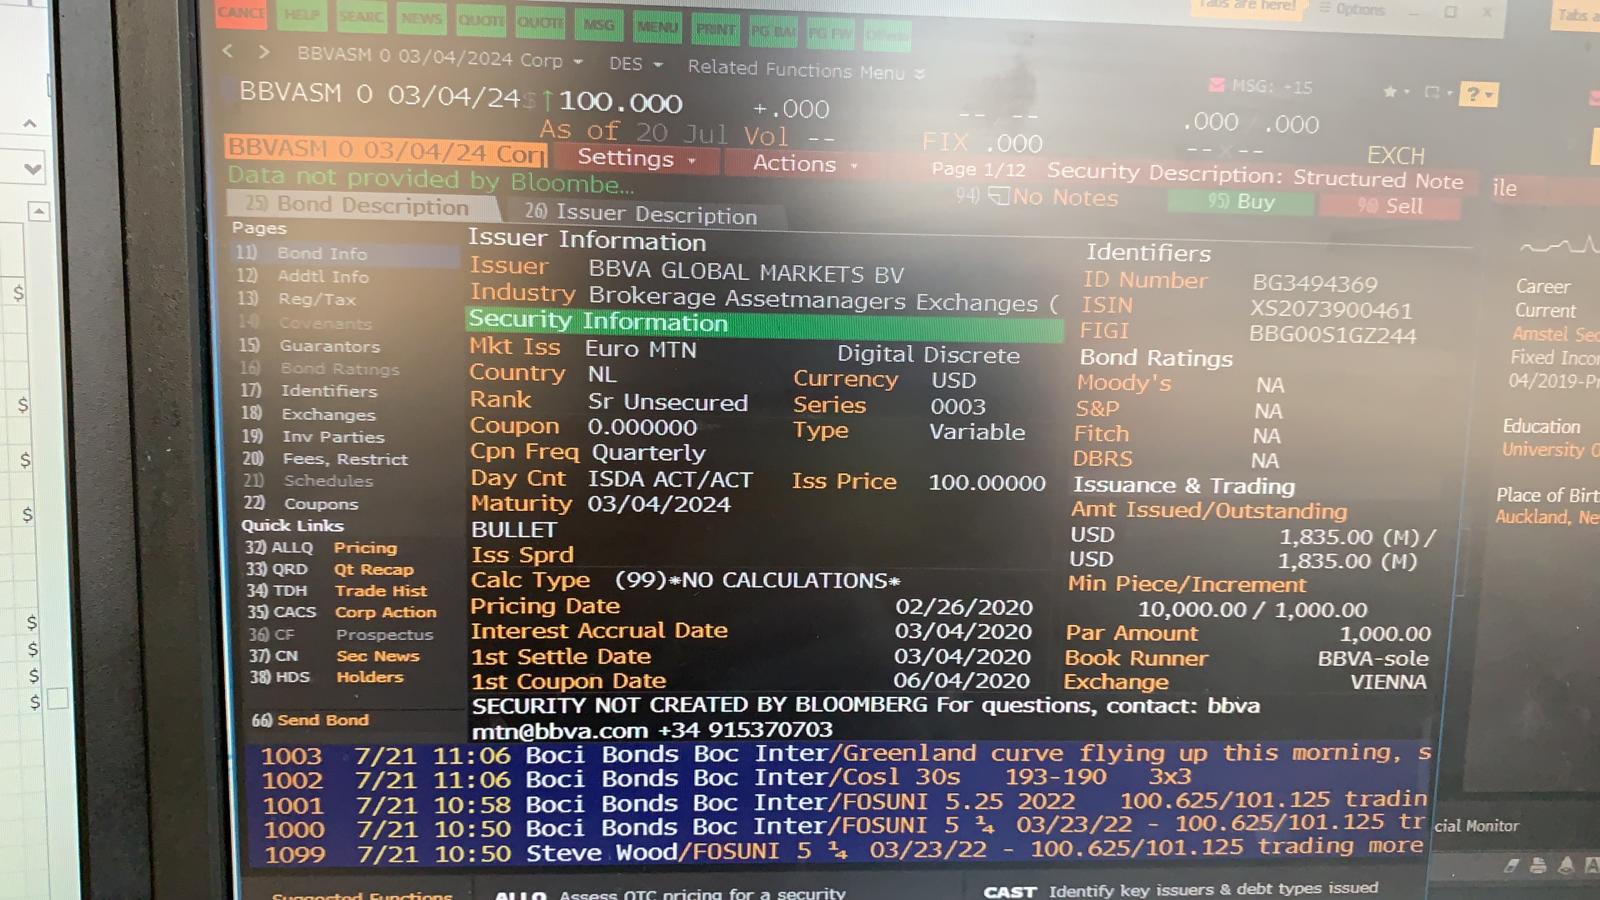 CANCE HELP SEARC NEWS QUOTE QUOTE MSG MENU PRINT PG BA PG FW
Tabs are here! Options
Tabs a
< > BBVASM 0 03/04/2024 Corp DES Related Functions Menu
BBVASM 0 03/04/24 $ ↑100.000 +.000 -- / --
MSG: +15
.000 / .000
As of 20 Jul Vol -- FIX .000 -- x -- EXCH
BBVASM 0 03/04/24 Corp Settings Actions Page 1/12 Security Description: Structured Note
ile
Data not provided by Bloombe... 94) No Notes 95) Buy 96) Sell
25) Bond Description 26) Issuer Description
Pages
11) Bond Info
12) Addtl Info
13) Reg/Tax
14) Covenants
15) Guarantors
16) Bond Ratings
17) Identifiers
18) Exchanges
19) Inv Parties
20) Fees, Restrict
21) Schedules
22) Coupons
Quick Links
32) ALLQ Pricing
33) QRD Qt Recap
34) TDH Trade Hist
35) CACS Corp Action
36) CF Prospectus
37) CN Sec News
38) HDS Holders
66) Send Bond
Issuer Information
Issuer BBVA GLOBAL MARKETS BV
Industry Brokerage Assetmanagers Exchanges (
Security Information
Mkt Iss Euro MTN Digital Discrete
Country NL Currency USD
Rank Sr Unsecured Series 0003
Coupon 0.000000 Type Variable
Cpn Freq Quarterly
Day Cnt ISDA ACT/ACT Iss Price 100.00000
Maturity 03/04/2024
BULLET
Iss Sprd
Calc Type (99)*NO CALCULATIONS*
Pricing Date 02/26/2020
Interest Accrual Date 03/04/2020
1st Settle Date 03/04/2020
1st Coupon Date 06/04/2020
SECURITY NOT CREATED BY BLOOMBERG For questions, contact: bbva
mtn@bbva.com +34 915370703
Identifiers
ID Number BG3494369
ISIN XS2073900461
FIGI BBG00S1GZ244
Bond Ratings
Moody's NA
S&P NA
Fitch NA
DBRS NA
Issuance & Trading
Amt Issued/Outstanding
USD 1,835.00 (M) /
USD 1,835.00 (M)
Min Piece/Increment
10,000.00 / 1,000.00
Par Amount 1,000.00
Book Runner BBVA-sole
Exchange VIENNA
1003 7/21 11:06 Boci Bonds Boc Inter/Greenland curve flying up this morning, s
1002 7/21 11:06 Boci Bonds Boc Inter/Cosl 30s 193-190 3x3
1001 7/21 10:58 Boci Bonds Boc Inter/FOSUNI 5.25 2022 100.625/101.125 tradin
1000 7/21 10:50 Boci Bonds Boc Inter/FOSUNI 5 ¼ 03/23/22 - 100.625/101.125 tr
1099 7/21 10:50 Steve Wood/FOSUNI 5 ¼ 03/23/22 - 100.625/101.125 trading more
Suggested Functions ALLQ Assess OTC pricing for a security CAST Identify key issuers & debt types issued
Career
Current
Amstel Sec
Fixed Inco
04/2019-Pr
Education
University O
Place of Birt
Auckland, Ne
cial Monitor
$
$
$
$
$
$
$
$